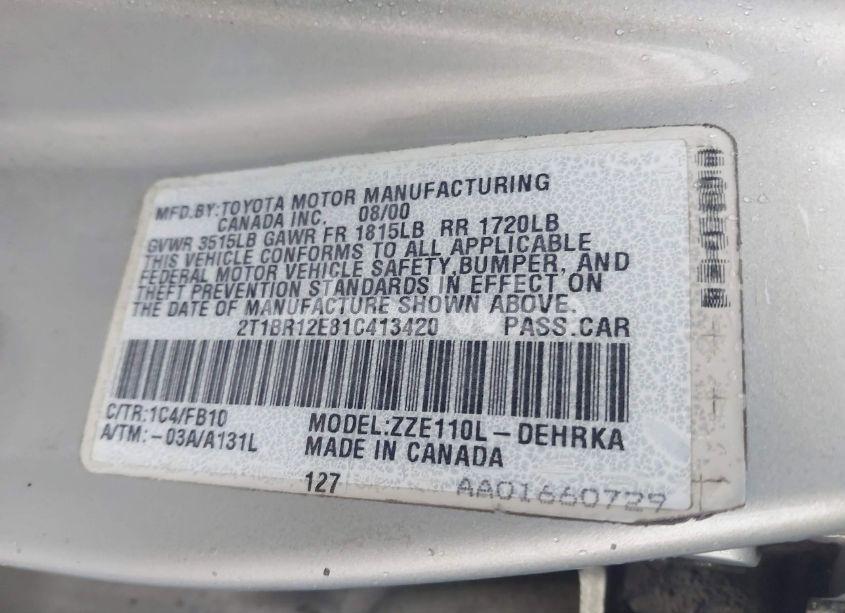 MFD.BY:TOYOTA MOTOR MANUFACTURING
CANADA INC. 08/00
GVWR 3515LB GAWR FR 1815LB RR 1720LB
THIS VEHICLE CONFORMS TO ALL APPLICABLE
FEDERAL MOTOR VEHICLE SAFETY,BUMPER, AND
THEFT PREVENTION STANDARDS IN EFFECT ON
THE DATE OF MANUFACTURE SHOWN ABOVE.
2T1BR12E81C413420 PASS.CAR
C/TR:1C4/FB10 MODEL:ZZE110L-DEHRKA
A/TM:-03A/A131L MADE IN CANADA
127 AA01660729